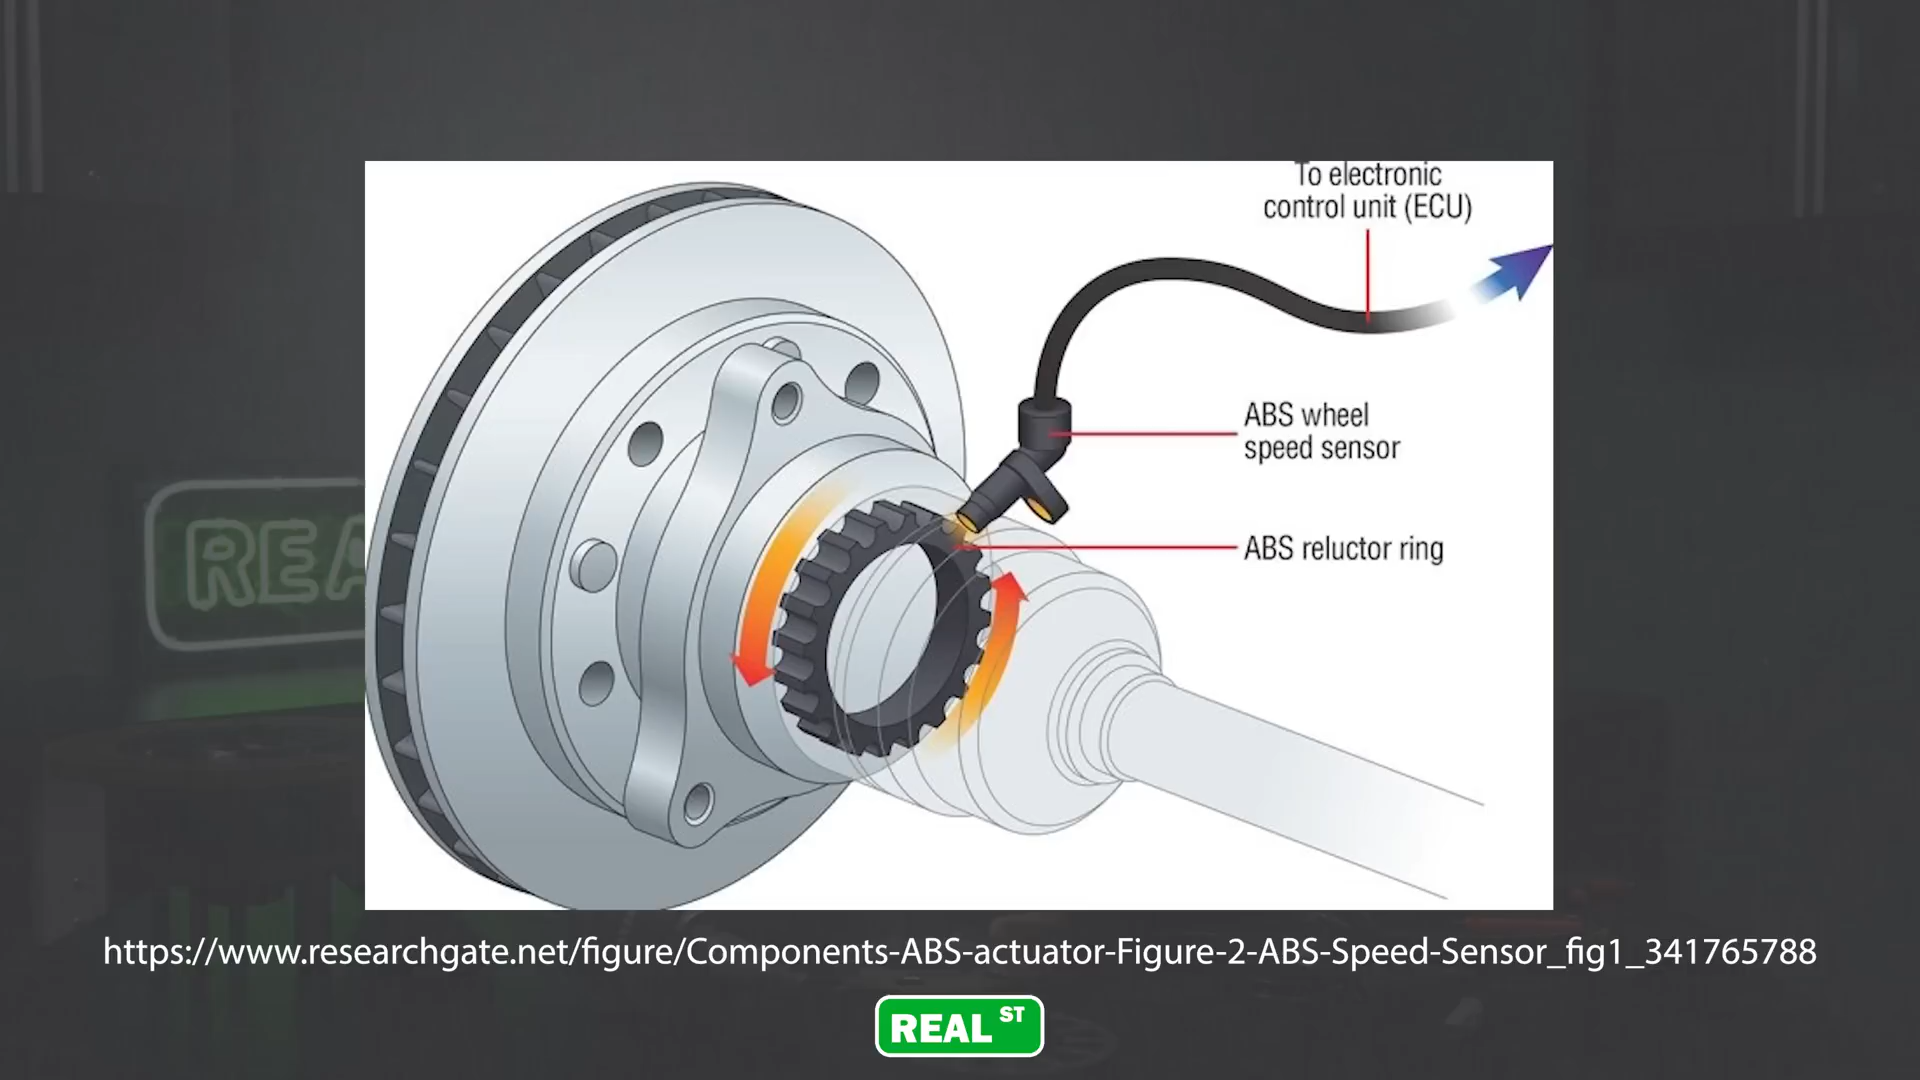 To electronic
control unit (ECU)
ABS wheel
speed sensor
ABS reluctor ring
REA
https://www.researchgate.net/figure/Components-ABS-actuator-Figure-2-ABS-Speed-Sensor_fig1_341765788
REAL ST